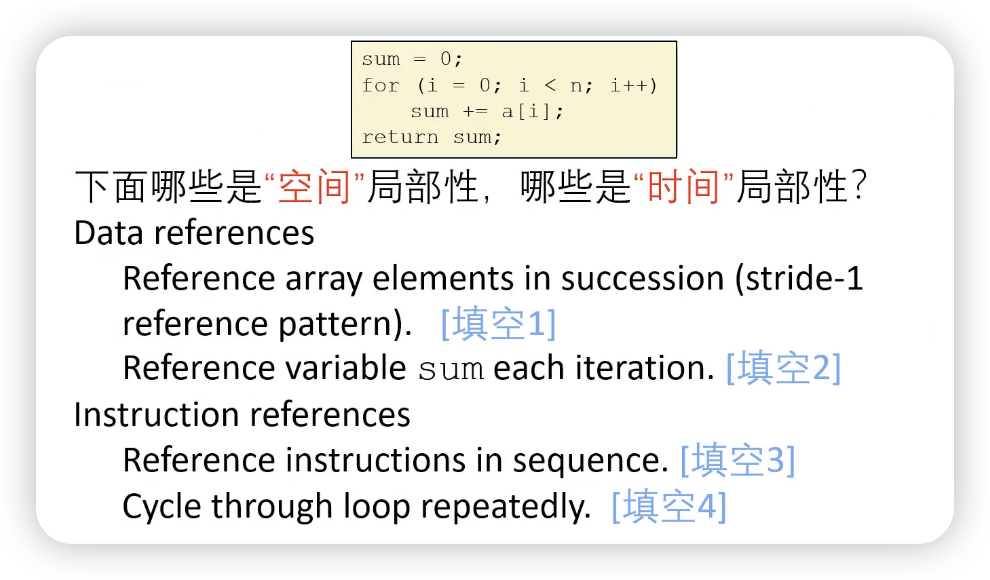 sum = 0;
for (i = 0; i < n; i++)
    sum += a[i];
return sum;
下面哪些是“空间”局部性，哪些是“时间”局部性？
Data references
Reference array elements in succession (stride-1
reference pattern). [填空1]
Reference variable sum each iteration. [填空2]
Instruction references
Reference instructions in sequence. [填空3]
Cycle through loop repeatedly. [填空4]